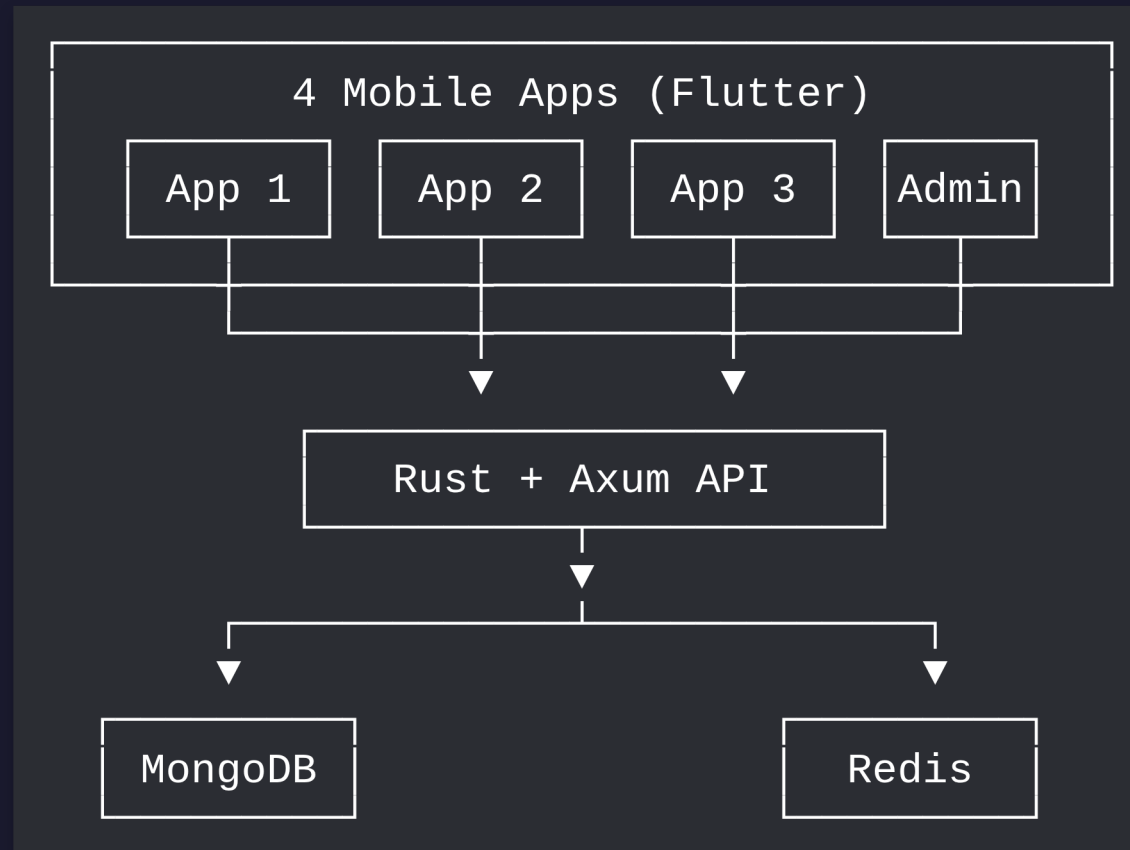 4 Mobile Apps (Flutter)
App 1 App 2 App 3 Admin
Rust + Axum API
MongoDB Redis